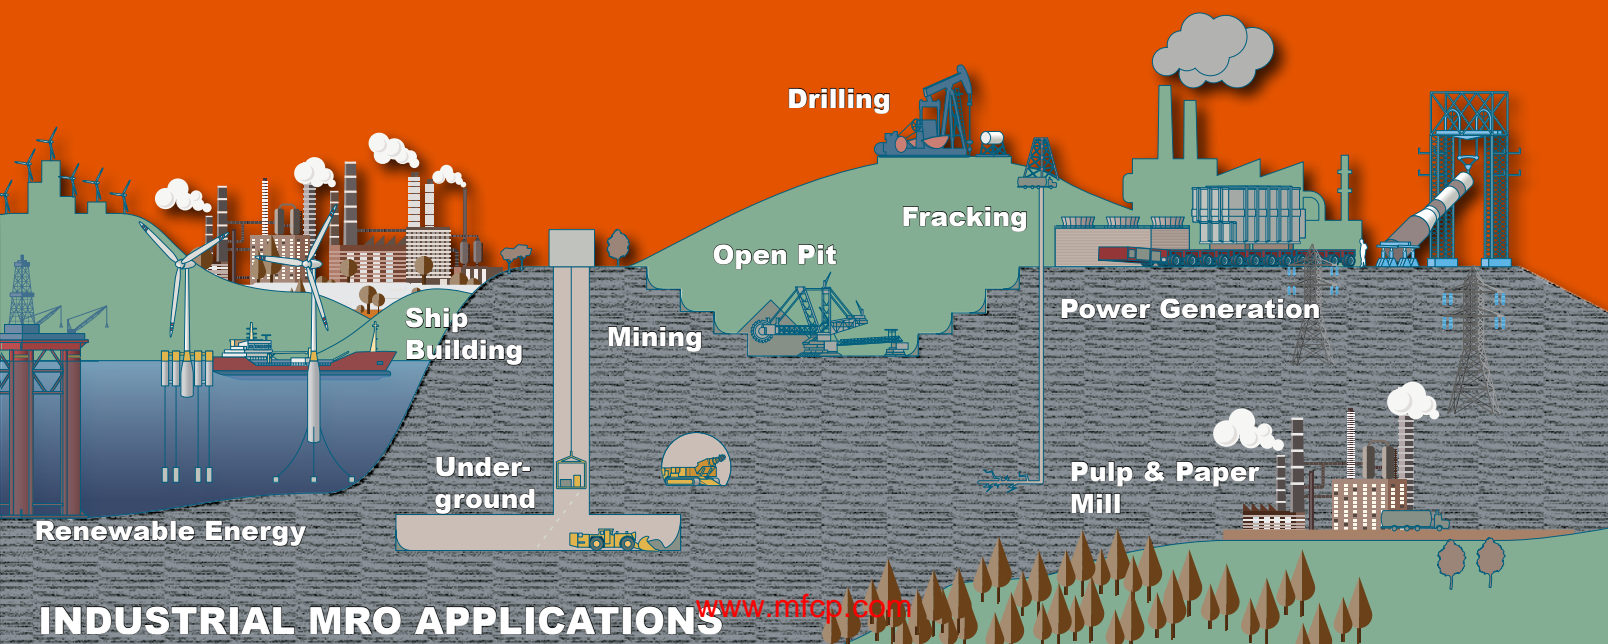 Drilling
Fracking
Open Pit
Power Generation
Ship
Building
Mining
Under-
ground
Pulp & Paper
Mill
Renewable Energy
INDUSTRIAL MRO APPLICATIONS
www.mfcp.com